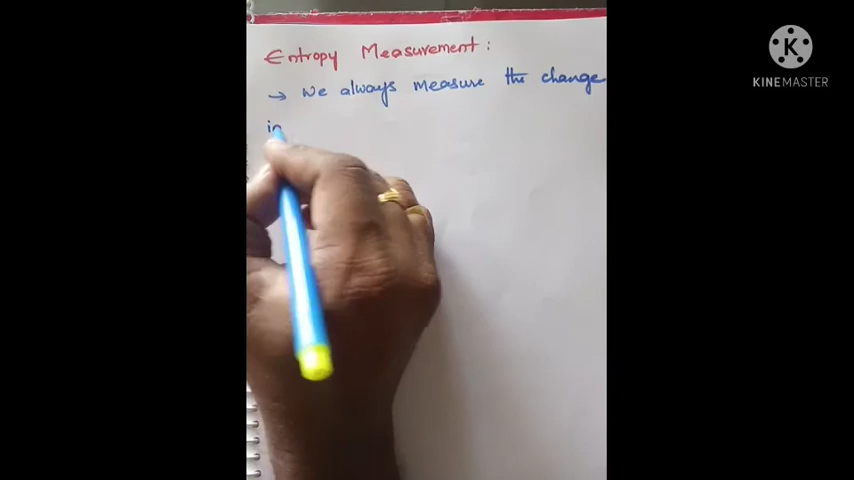 Entropy Measurement :
→ We always measure the change
in
K
KINEMASTER